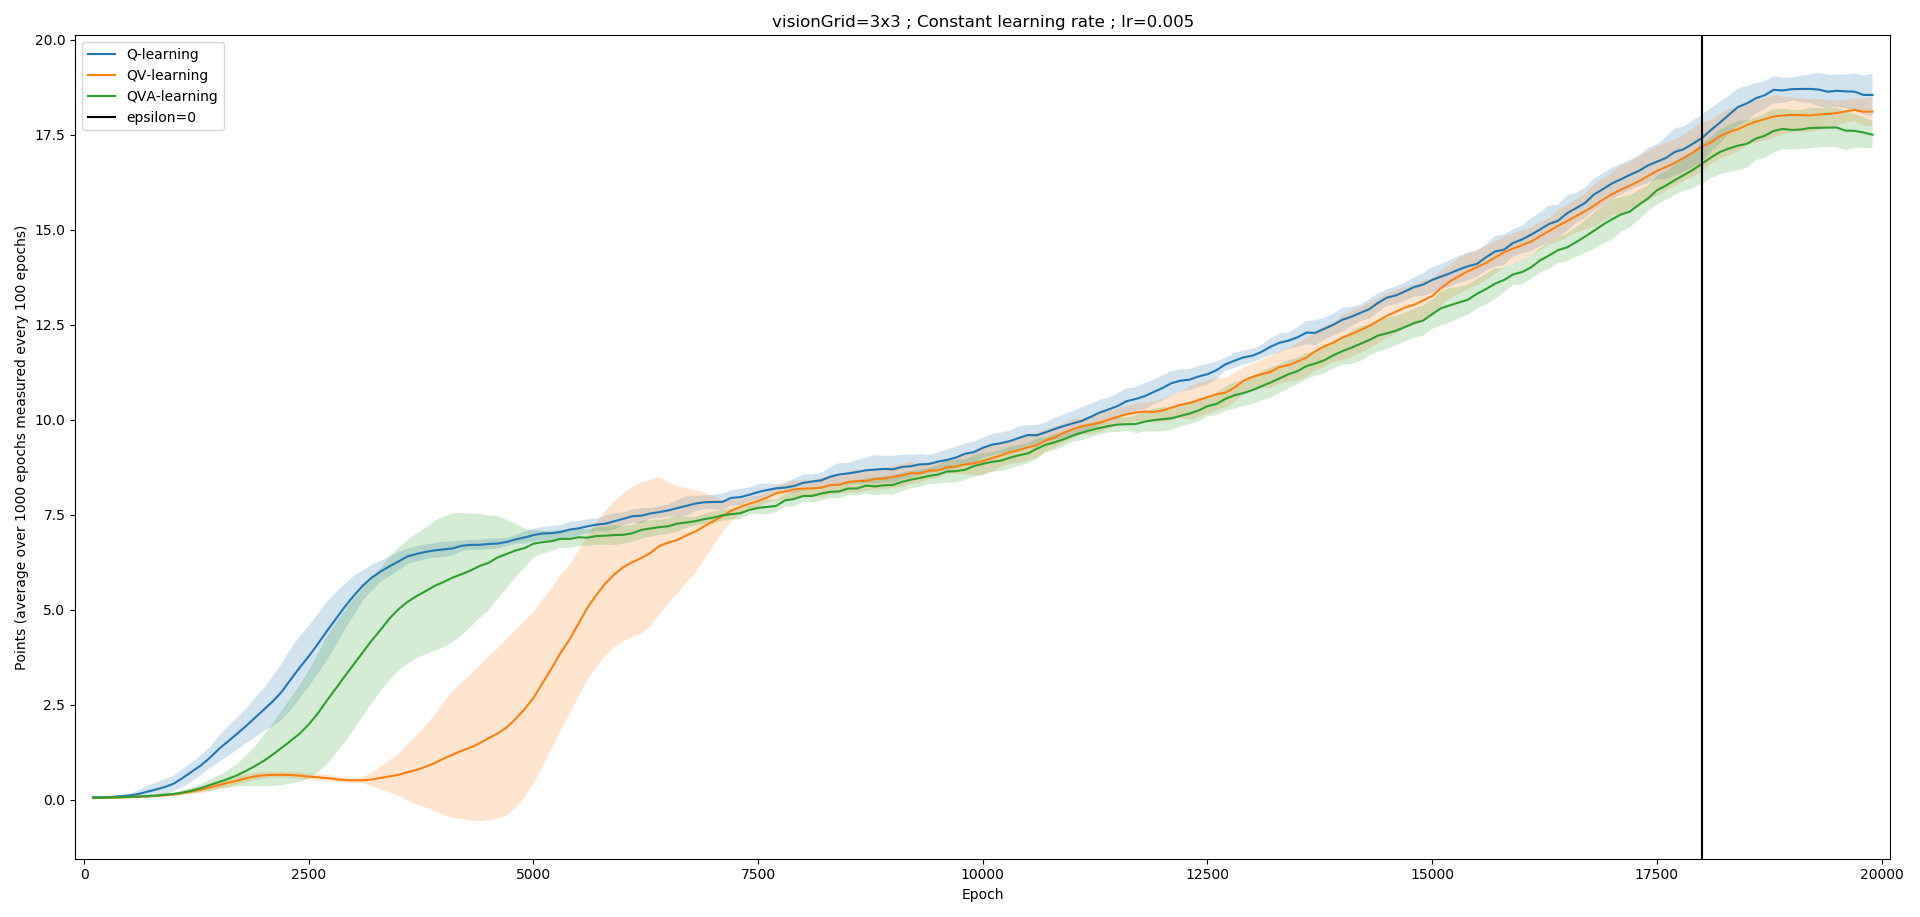 visionGrid=3x3 ; Constant learning rate ; lr=0.005
Q-learning
QV-learning
QVA-learning
epsilon=0
Points (average over 1000 epochs measured every 100 epochs)
20.0
17.5
15.0
12.5
10.0
7.5
5.0
2.5
0.0
0 2500 5000 7500 10000 12500 15000 17500 20000
Epoch